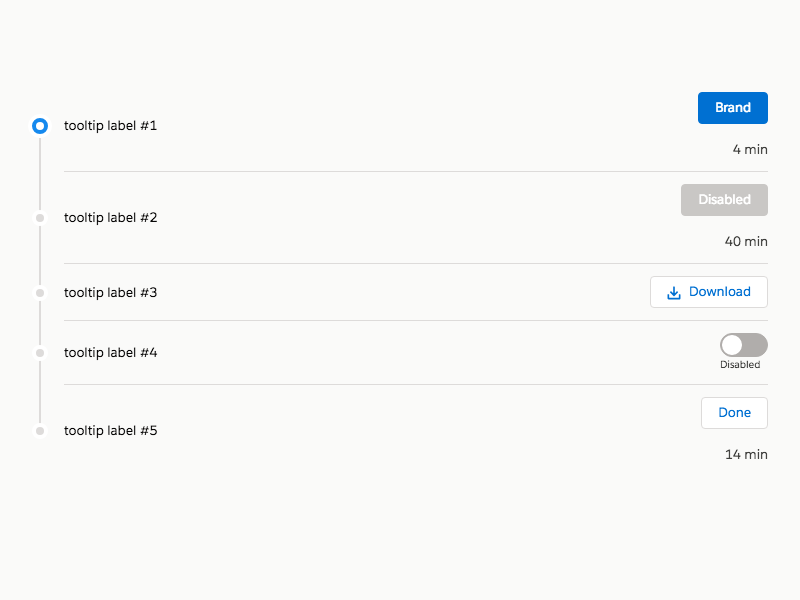 tooltip label #1
Brand
4 min
tooltip label #2
Disabled
40 min
tooltip label #3
Download
tooltip label #4
Disabled
tooltip label #5
Done
14 min